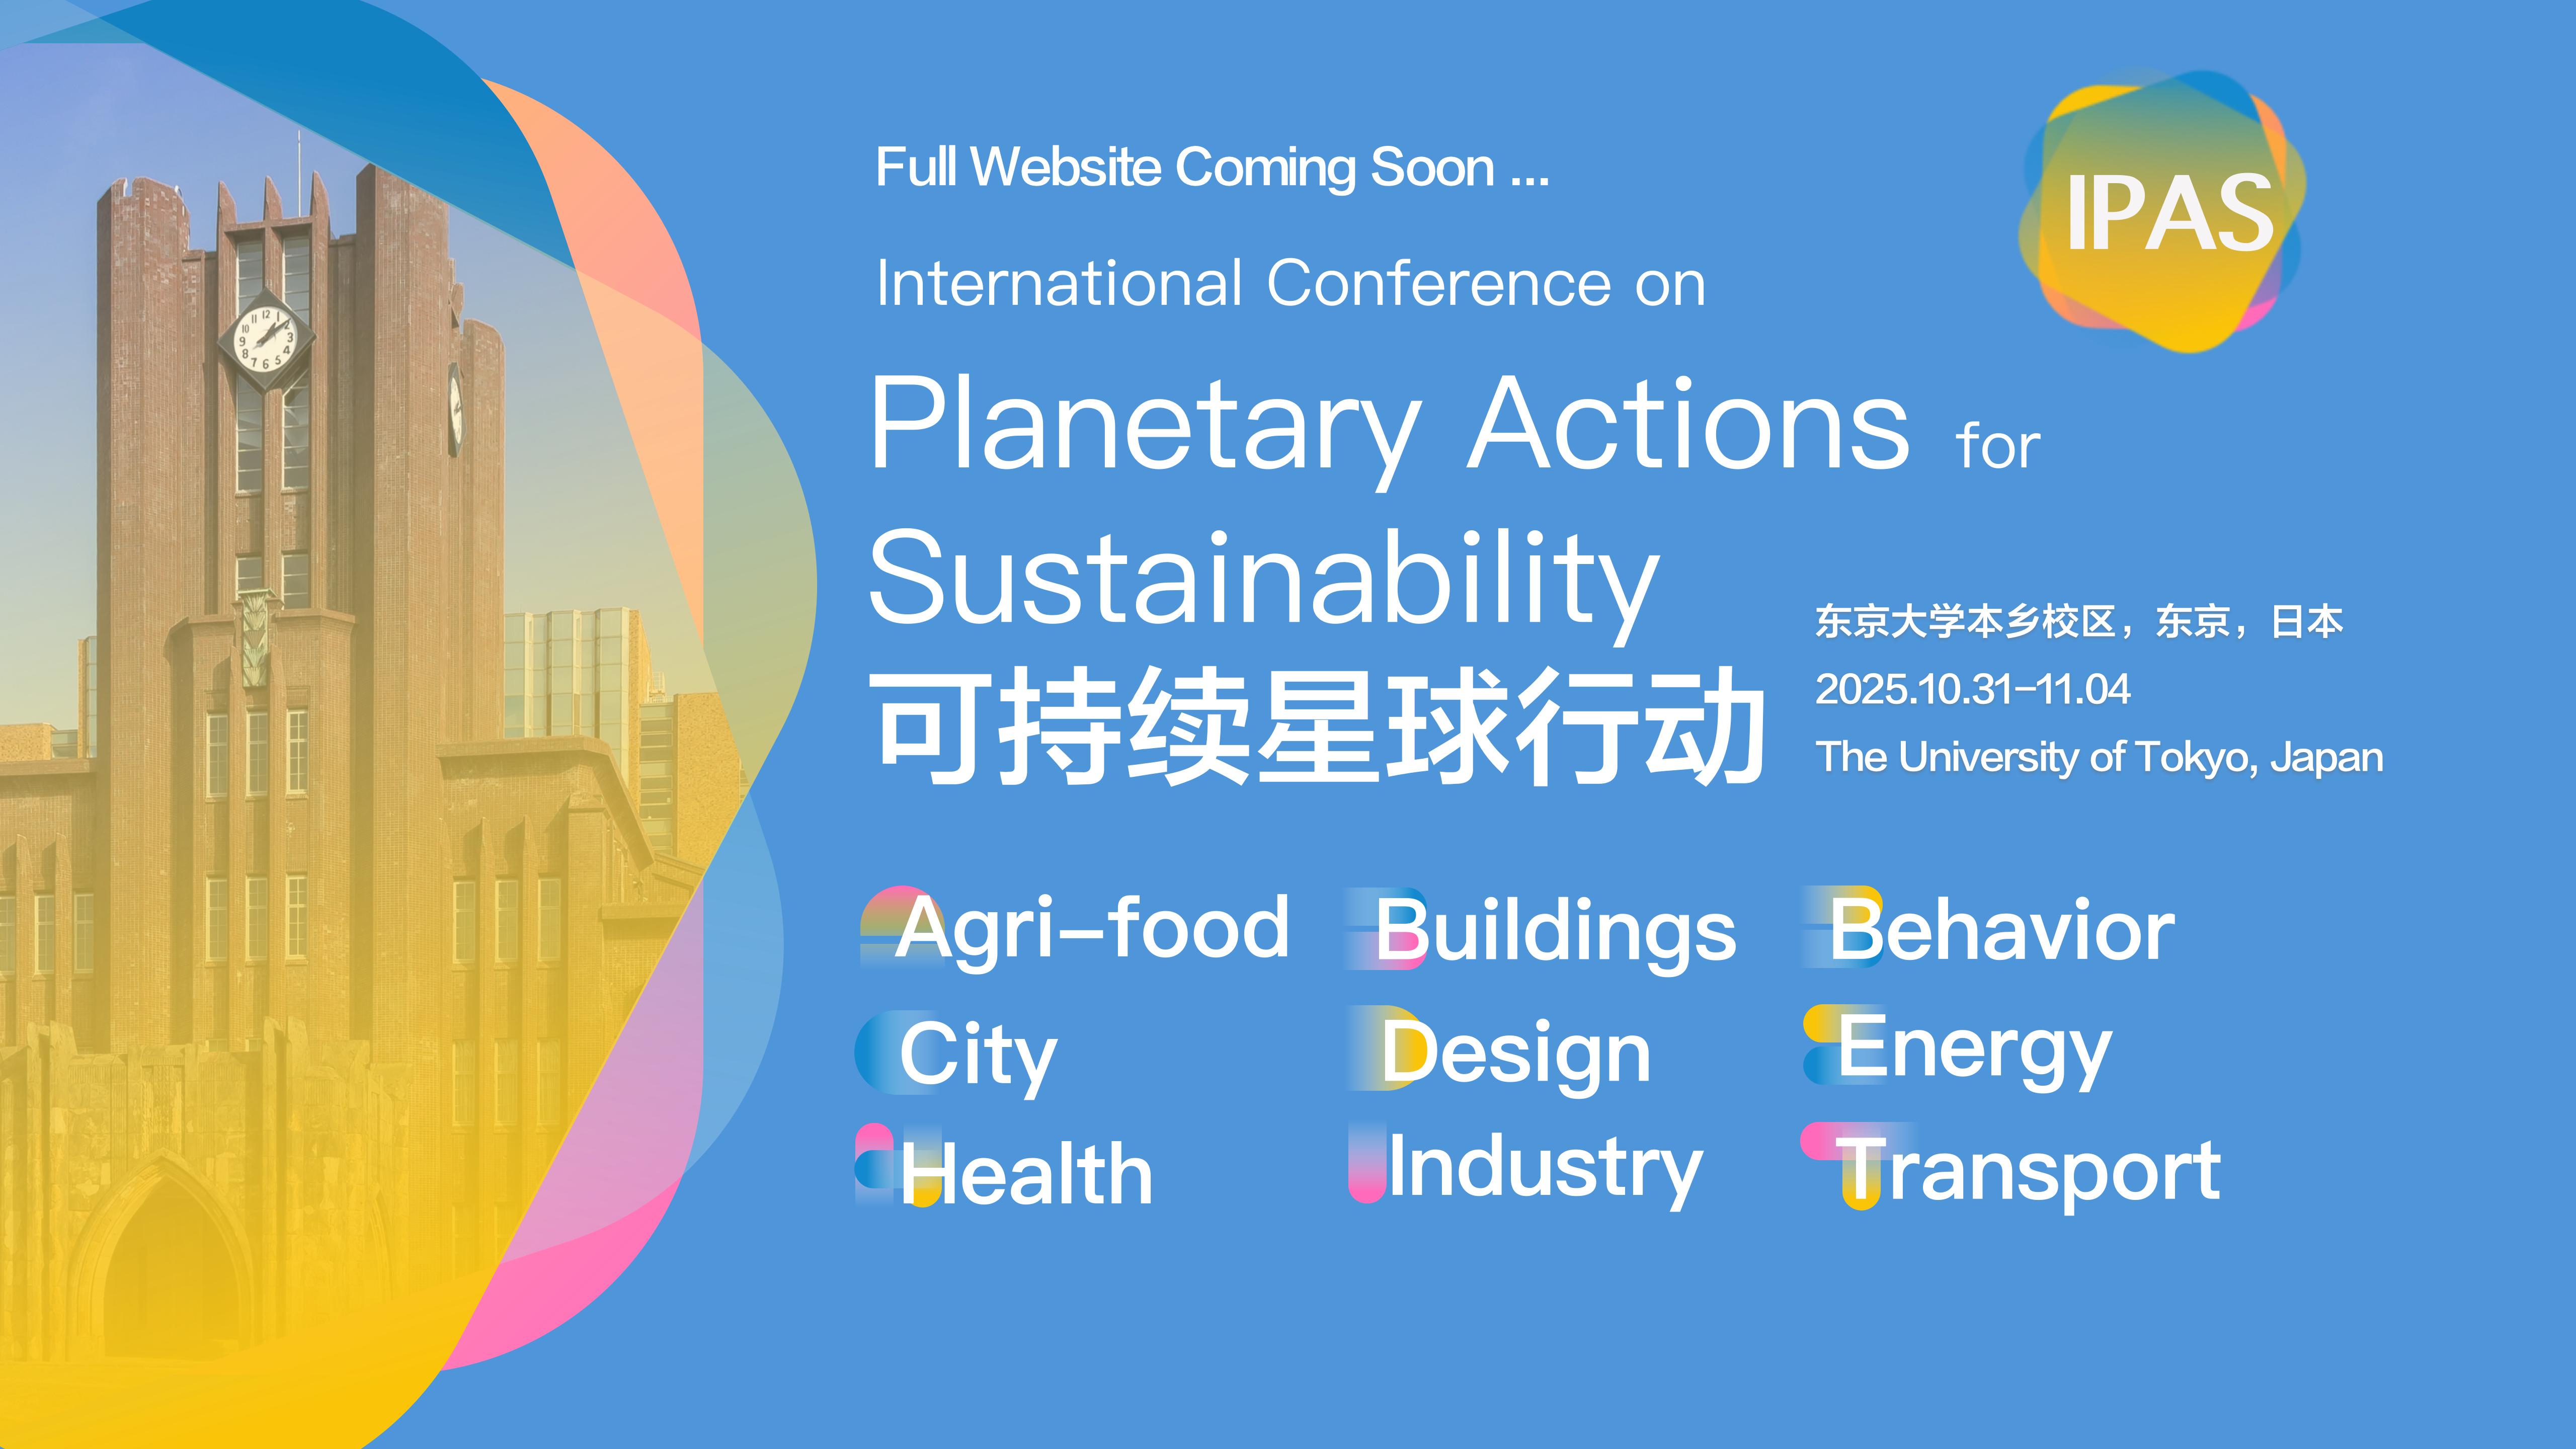 Full Website Coming Soon ...
IPAS
International Conference on
Planetary Actions for
Sustainability
可持续星球行动
东京大学本乡校区，东京，日本
2025.10.31-11.04
The University of Tokyo, Japan
Agri-food Buildings Behavior
City Design Energy
Health Industry Transport